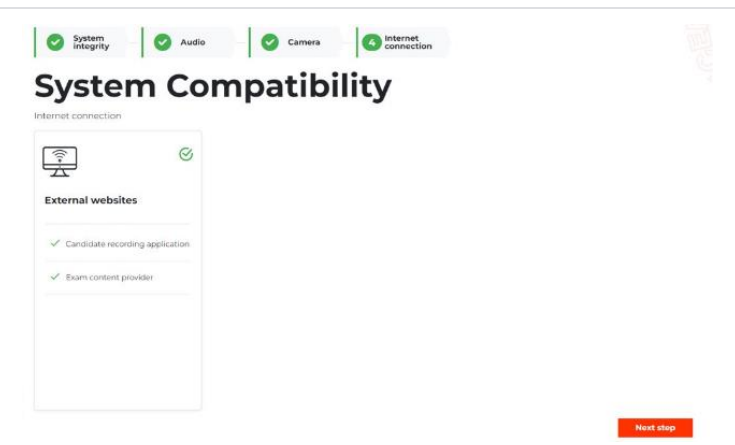 System
integrity
Audio
Camera
4 Internet
connection
System Compatibility
Internet connection
External websites
Candidate recording application
Exam content provider
Next step